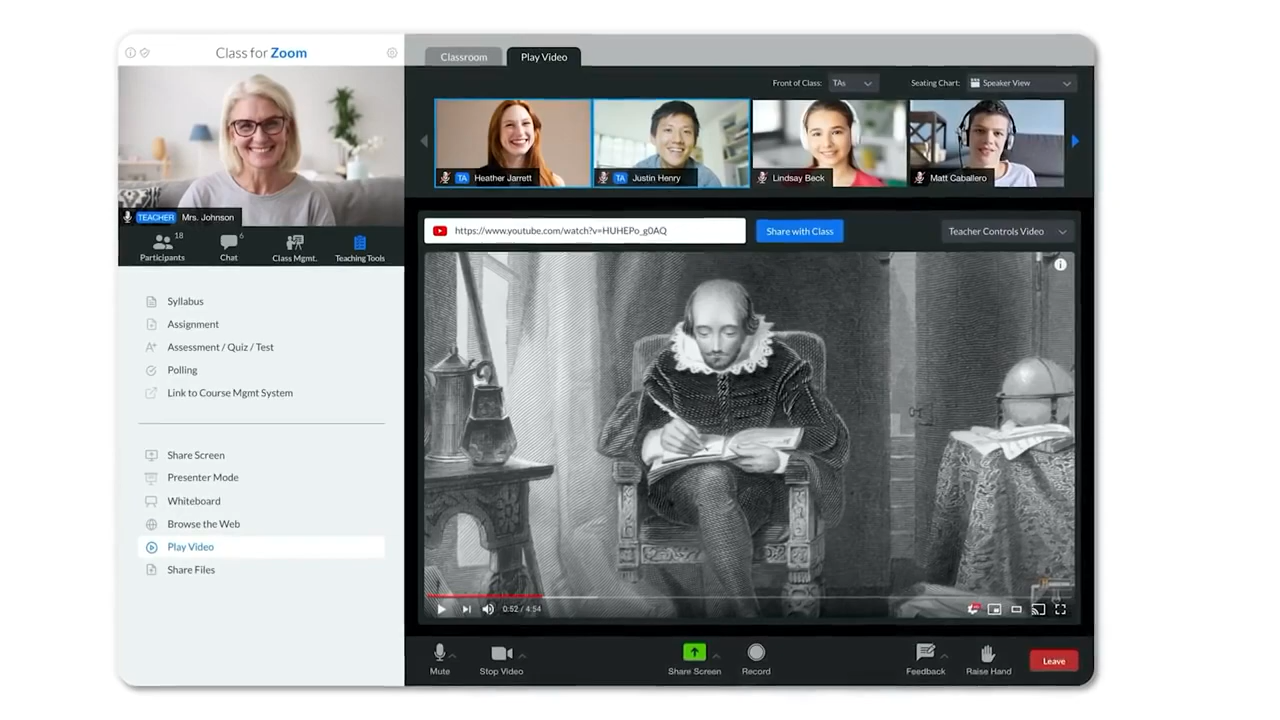 Class for Zoom
TEACHER Mrs. Johnson
Participants 18
Chat 6
Class Mgmt.
Teaching Tools
Syllabus
Assignment
A+ Assessment / Quiz / Test
Polling
Link to Course Mgmt System
Share Screen
Presenter Mode
Whiteboard
Browse the Web
Play Video
Share Files
Classroom
Play Video
Front of Class: TAs
Seating Chart: Speaker View
TA Heather Jarrett
TA Justin Henry
Lindsay Beck
Matt Caballero
https://www.youtube.com/watch?v=HUHEPo_g0AQ
Share with Class
Teacher Controls Video
0:52 / 4:54
Mute
Stop Video
Share Screen
Record
Feedback
Raise Hand
Leave